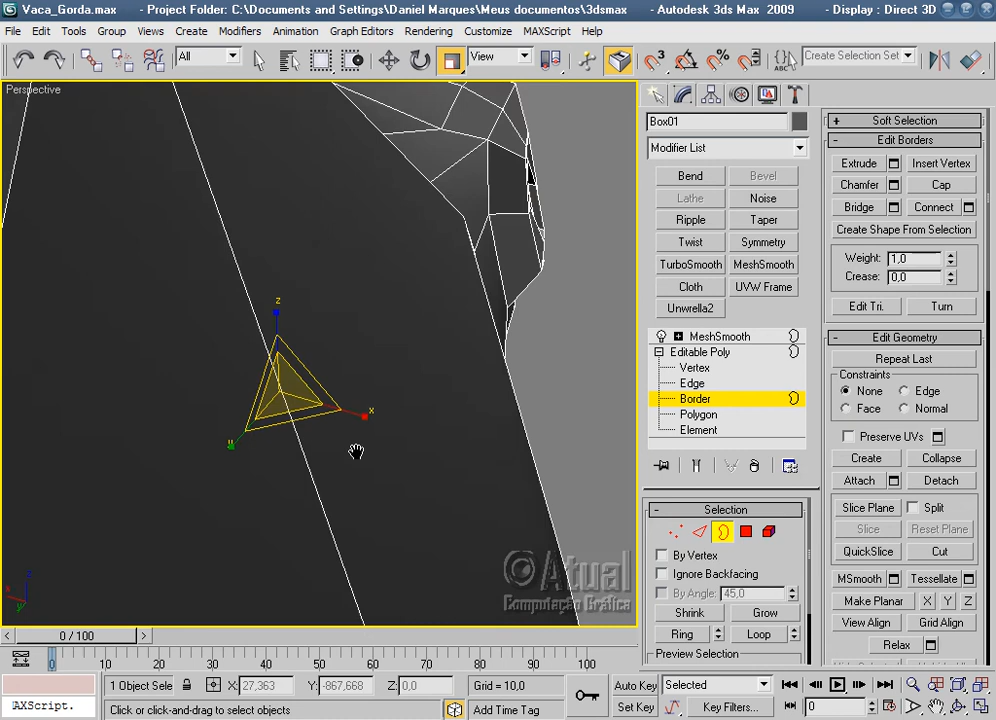 Vaca_Gorda.max - Project Folder: C:\Documents and Settings\Daniel Marques\Meus documentos\3dsmax - Autodesk 3ds Max 2009 - Display : Direct 3D
File Edit Tools Group Views Create Modifiers Animation Graph Editors Rendering Customize MAXScript Help
All View Create Selection Set
Perspective
z
x
y
©Atual
Computação Gráfica
Box01
Modifier List
Bend Bevel
Lathe Noise
Ripple Taper
Twist Symmetry
TurboSmooth MeshSmooth
Cloth UVW Frame
Unwrella2
MeshSmooth
Editable Poly
Vertex
Edge
Border
Polygon
Element
Selection
By Vertex
Ignore Backfacing
By Angle: 45,0
Shrink Grow
Ring Loop
Preview Selection
+ Soft Selection
- Edit Borders
Extrude Insert Vertex
Chamfer Cap
Bridge Connect
Create Shape From Selection
Weight: 1,0
Crease: 0,0
Edit Tri. Turn
- Edit Geometry
Repeat Last
Constraints
None Edge
Face Normal
Preserve UVs
Create Collapse
Attach Detach
Slice Plane Split
Slice Reset Plane
QuickSlice Cut
MSmooth Tessellate
Make Planar X Y Z
View Align Grid Align
Relax
< 0 / 100 >
0 10 20 30 40 50 60 70 80 90 100
1 Object Sele X: 27,363 Y: -867,668 Z: 0,0 Grid = 10,0 Auto Key Selected
AXScript. Click or click-and-drag to select objects Add Time Tag Set Key Key Filters... 0